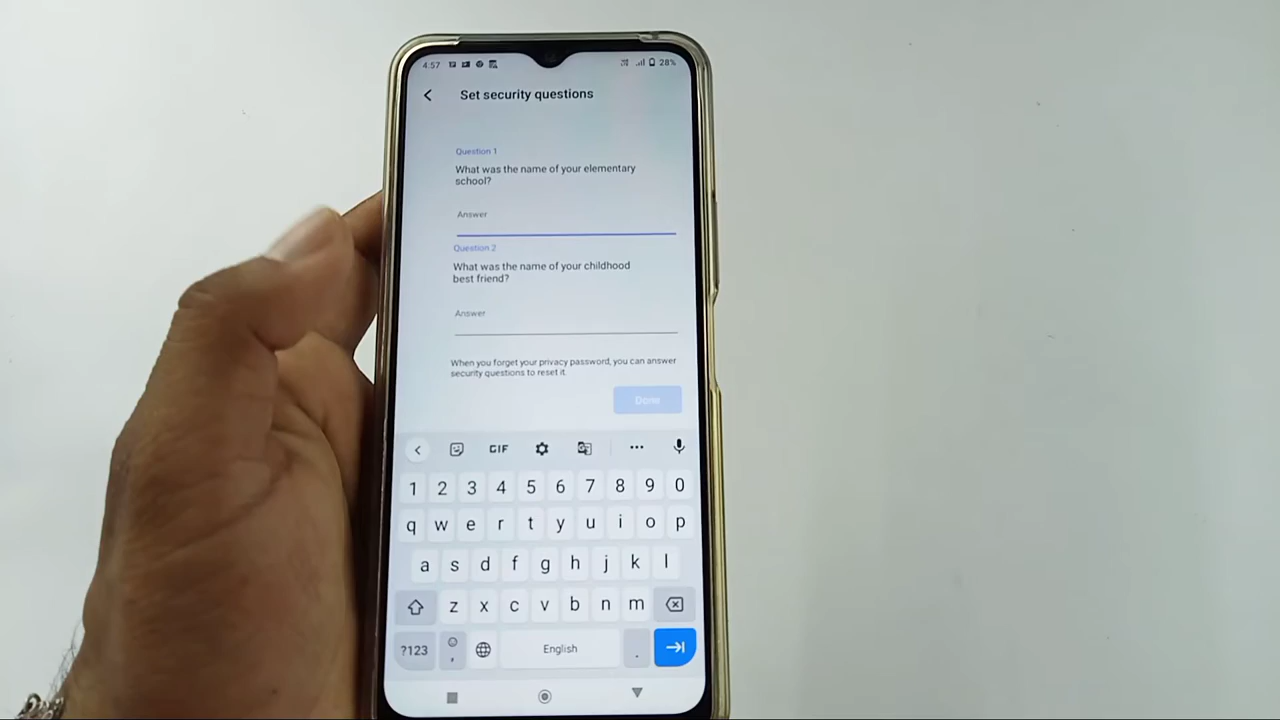 4:57 28%
Set security questions
Question 1
What was the name of your elementary
school?
Answer
Question 2
What was the name of your childhood
best friend?
Answer
When you forget your privacy password, you can answer
security questions to reset it.
Done
GIF
1 2 3 4 5 6 7 8 9 0
q w e r t y u i o p
a s d f g h j k l
z x c v b n m
?123 , English .